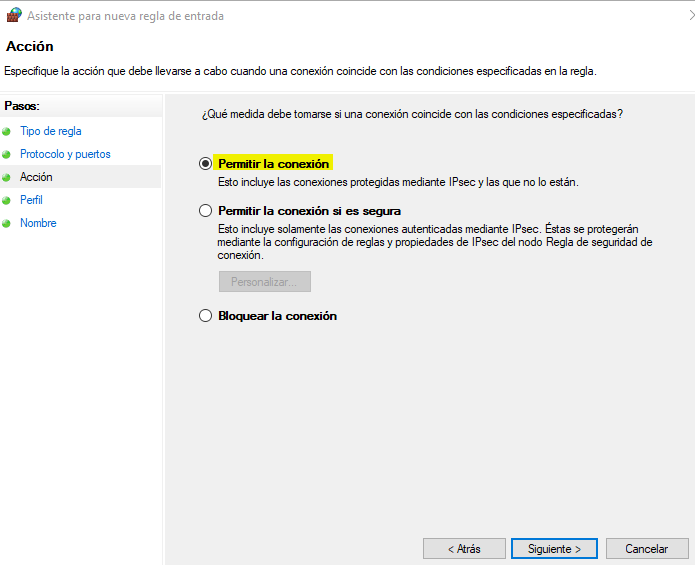 Asistente para nueva regla de entrada
Acción
Especifique la acción que debe llevarse a cabo cuando una conexión coincide con las condiciones especificadas en la regla.
Pasos:
Tipo de regla
Protocolo y puertos
Acción
Perfil
Nombre
¿Qué medida debe tomarse si una conexión coincide con las condiciones especificadas?
Permitir la conexión
Esto incluye las conexiones protegidas mediante IPsec y las que no lo están.
Permitir la conexión si es segura
Esto incluye solamente las conexiones autenticadas mediante IPsec. Éstas se protegerán
mediante la configuración de reglas y propiedades de IPsec del nodo Regla de seguridad de
conexión.
Personalizar...
Bloquear la conexión
< Atrás
Siguiente >
Cancelar